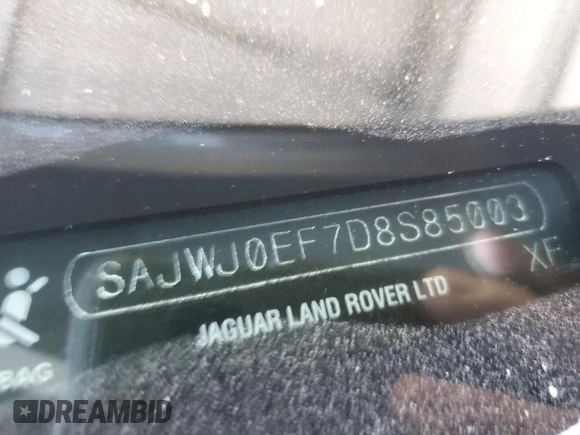 SAJWJ0EF7D8S85003
XF
JAGUAR LAND ROVER LTD
BAG
DREAMBID